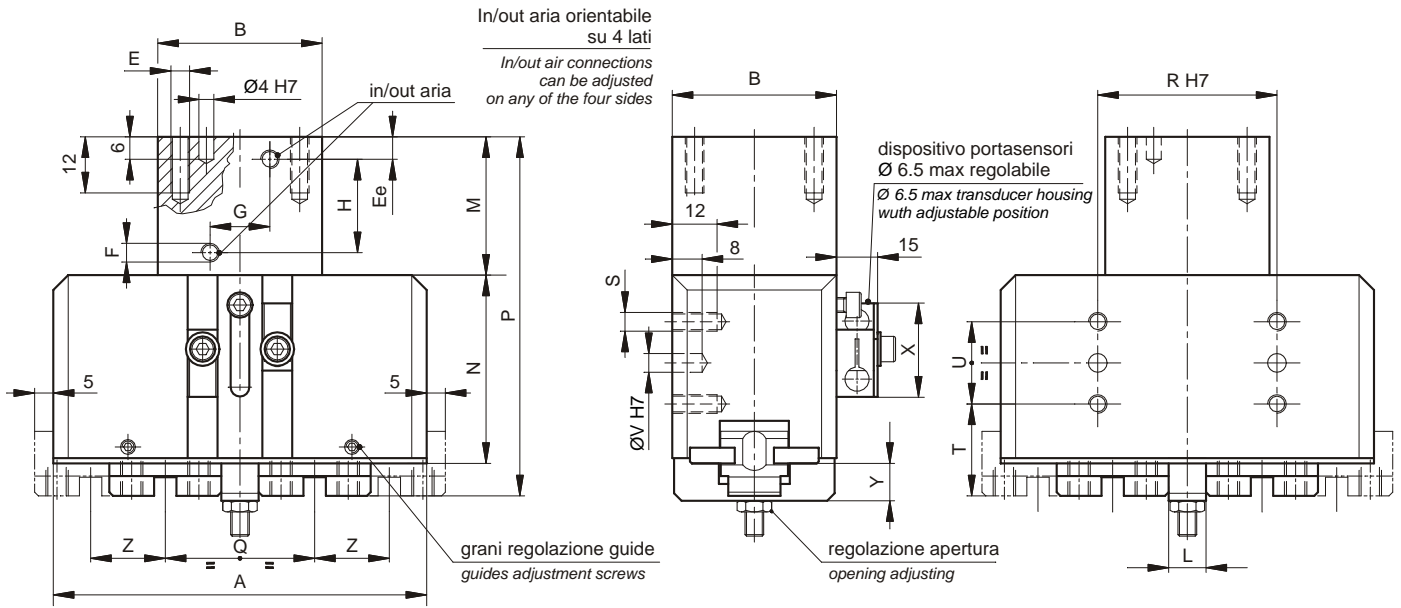 In/out aria orientabile
su 4 lati
In/out air connections
can be adjusted
on any of the four sides
B
E
Ø4 H7
in/out aria
6
12
Ee
H
M
G
F
P
N
5
5
Z
Q
Z
=
=
A
grani regolazione guide
guides adjustment screws
B
dispositivo portasensori
Ø 6.5 max regolabile
Ø 6.5 max transducer housing
wuth adjustable position
12
8
15
S
X
ØV H7
Y
regolazione apertura
opening adjusting
R H7
U
=
=
T
L